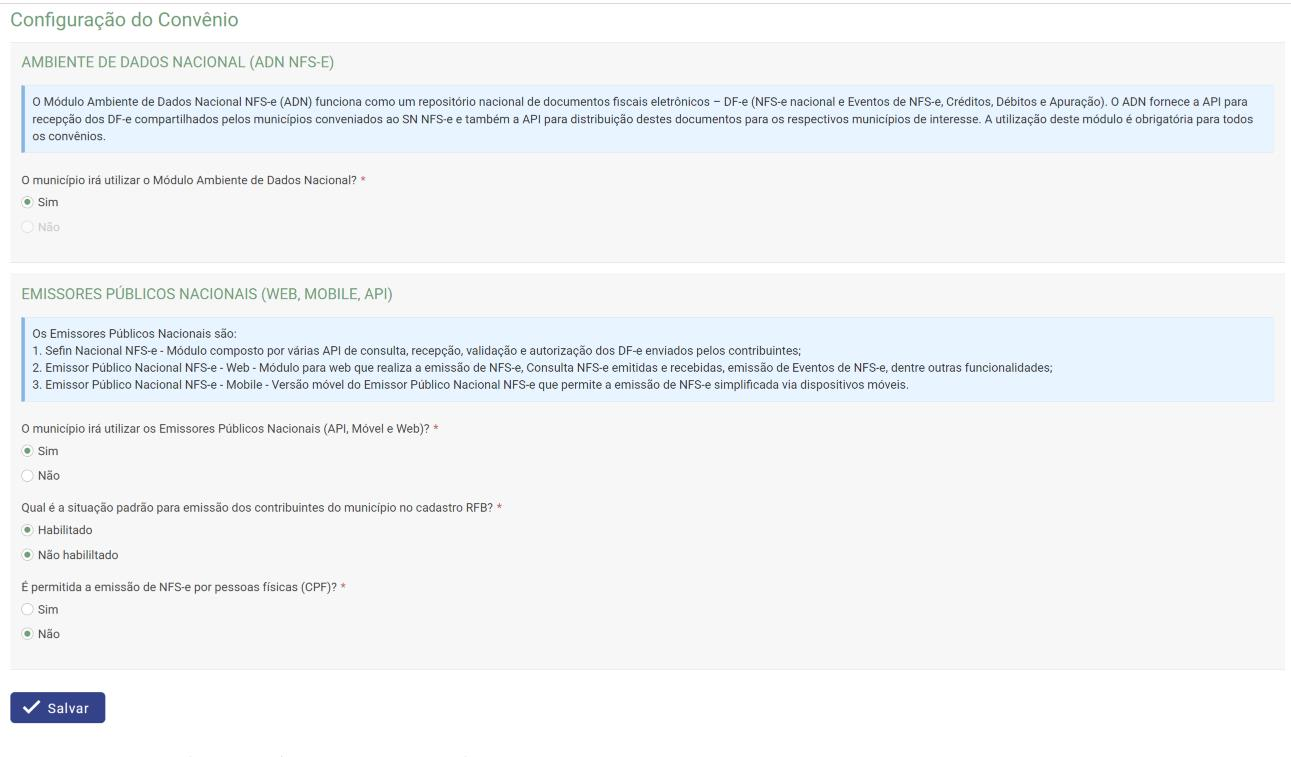 Configuração do Convênio
AMBIENTE DE DADOS NACIONAL (ADN NFS-E)
O Módulo Ambiente de Dados Nacional NFS-e (ADN) funciona como um repositório nacional de documentos fiscais eletrônicos – DF-e (NFS-e nacional e Eventos de NFS-e, Créditos, Débitos e Apuração). O ADN fornece a API para
recepção dos DF-e compartilhados pelos municípios conveniados ao SN NFS-e e também a API para distribuição destes documentos para os respectivos municípios de interesse. A utilização deste módulo é obrigatória para todos
os convênios.
O município irá utilizar o Módulo Ambiente de Dados Nacional? *
Sim
Não
EMISSORES PÚBLICOS NACIONAIS (WEB, MOBILE, API)
Os Emissores Públicos Nacionais são:
1. Sefin Nacional NFS-e - Módulo composto por várias API de consulta, recepção, validação e autorização dos DF-e enviados pelos contribuintes;
2. Emissor Público Nacional NFS-e - Web - Módulo para web que realiza a emissão de NFS-e, Consulta NFS-e emitidas e recebidas, emissão de Eventos de NFS-e, dentre outras funcionalidades;
3. Emissor Público Nacional NFS-e - Mobile - Versão móvel do Emissor Público Nacional NFS-e que permite a emissão de NFS-e simplificada via dispositivos móveis.
O município irá utilizar os Emissores Públicos Nacionais (API, Móvel e Web)? *
Sim
Não
Qual é a situação padrão para emissão dos contribuintes do município no cadastro RFB? *
Habilitado
Não habililtado
É permitida a emissão de NFS-e por pessoas físicas (CPF)? *
Sim
Não
Salvar